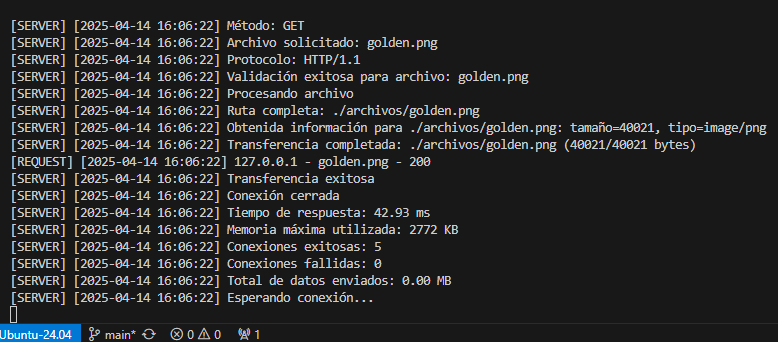 [SERVER] [2025-04-14 16:06:22] Método: GET
[SERVER] [2025-04-14 16:06:22] Archivo solicitado: golden.png
[SERVER] [2025-04-14 16:06:22] Protocolo: HTTP/1.1
[SERVER] [2025-04-14 16:06:22] Validación exitosa para archivo: golden.png
[SERVER] [2025-04-14 16:06:22] Procesando archivo
[SERVER] [2025-04-14 16:06:22] Ruta completa: ./archivos/golden.png
[SERVER] [2025-04-14 16:06:22] Obtenida información para ./archivos/golden.png: tamaño=40021, tipo=image/png
[SERVER] [2025-04-14 16:06:22] Transferencia completada: ./archivos/golden.png (40021/40021 bytes)
[REQUEST] [2025-04-14 16:06:22] 127.0.0.1 - golden.png - 200
[SERVER] [2025-04-14 16:06:22] Transferencia exitosa
[SERVER] [2025-04-14 16:06:22] Conexión cerrada
[SERVER] [2025-04-14 16:06:22] Tiempo de respuesta: 42.93 ms
[SERVER] [2025-04-14 16:06:22] Memoria máxima utilizada: 2772 KB
[SERVER] [2025-04-14 16:06:22] Conexiones exitosas: 5
[SERVER] [2025-04-14 16:06:22] Conexiones fallidas: 0
[SERVER] [2025-04-14 16:06:22] Total de datos enviados: 0.00 MB
[SERVER] [2025-04-14 16:06:22] Esperando conexión...
Ubuntu-24.04 main* 0 0 1